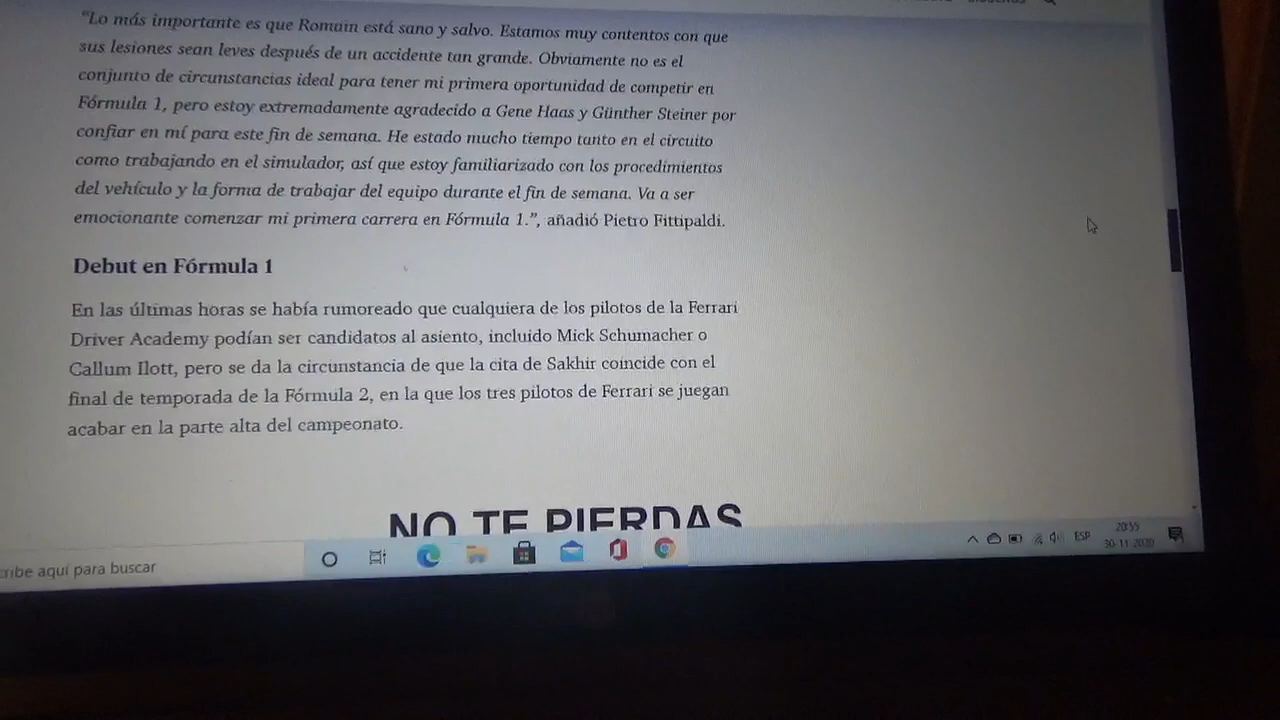 “Lo más importante es que Romain está sano y salvo. Estamos muy contentos con que
sus lesiones sean leves después de un accidente tan grande. Obviamente no es el
conjunto de circunstancias ideal para tener mi primera oportunidad de competir en
Fórmula 1, pero estoy extremadamente agradecido a Gene Haas y Günther Steiner por
confiar en mí para este fin de semana. He estado mucho tiempo tanto en el circuito
como trabajando en el simulador, así que estoy familiarizado con los procedimientos
del vehículo y la forma de trabajar del equipo durante el fin de semana. Va a ser
emocionante comenzar mi primera carrera en Fórmula 1.”, añadió Pietro Fittipaldi.
Debut en Fórmula 1
En las últimas horas se había rumoreado que cualquiera de los pilotos de la Ferrari
Driver Academy podían ser candidatos al asiento, incluido Mick Schumacher o
Callum Ilott, pero se da la circunstancia de que la cita de Sakhir coincide con el
final de temporada de la Fórmula 2, en la que los tres pilotos de Ferrari se juegan
acabar en la parte alta del campeonato.
NO TE PIERDAS
cribe aquí para buscar
ESP
20:55
30-11-2020